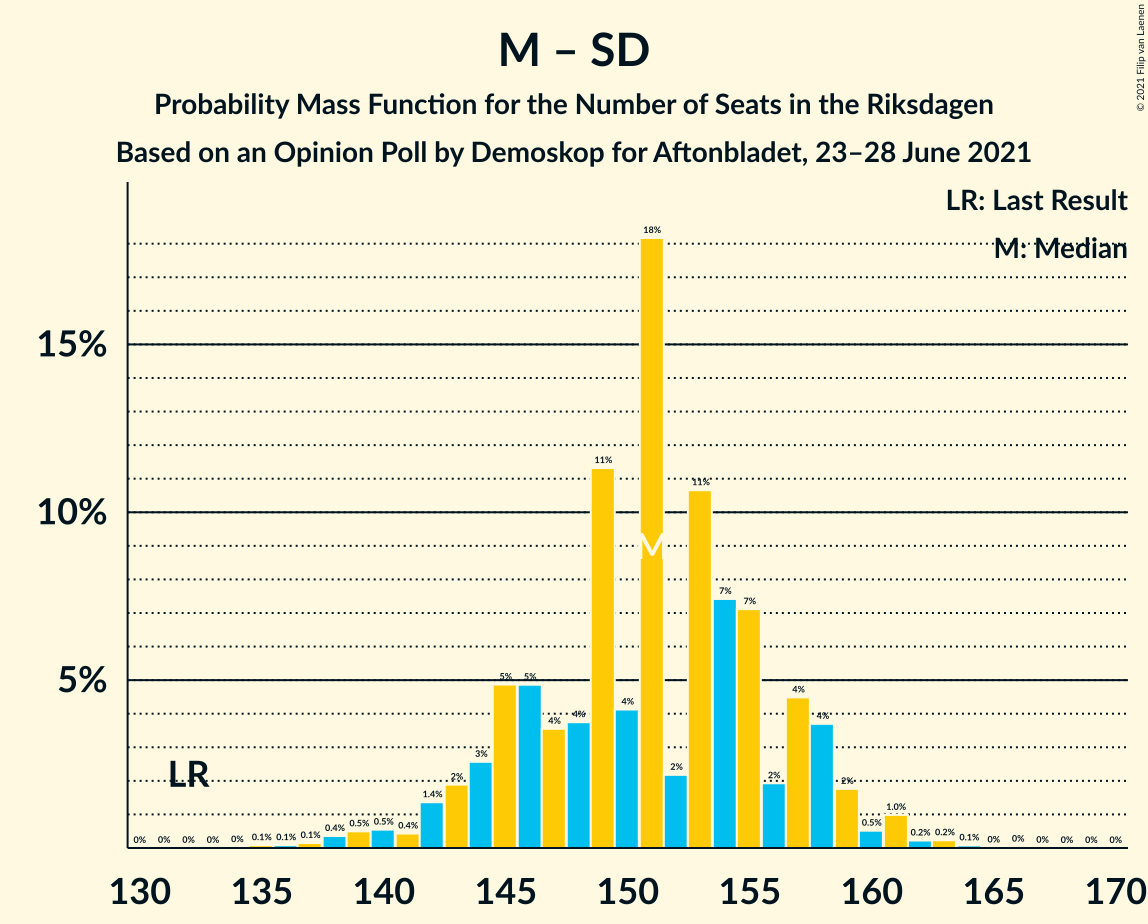 M – SD
Probability Mass Function for the Number of Seats in the Riksdagen
Based on an Opinion Poll by Demoskop for Aftonbladet, 23–28 June 2021
© 2021 Filip van Laenen
LR: Last Result
M: Median
15%
10%
5%
LR
M
0% 0% 0% 0% 0% 0.1% 0.1% 0.1% 0.4% 0.5% 0.5% 0.4% 1.4% 2% 3% 5% 5% 4% 4% 11% 4% 18% 2% 11% 7% 7% 2% 4% 4% 2% 0.5% 1.0% 0.2% 0.2% 0.1% 0% 0% 0% 0% 0% 0%
130 135 140 145 150 155 160 165 170